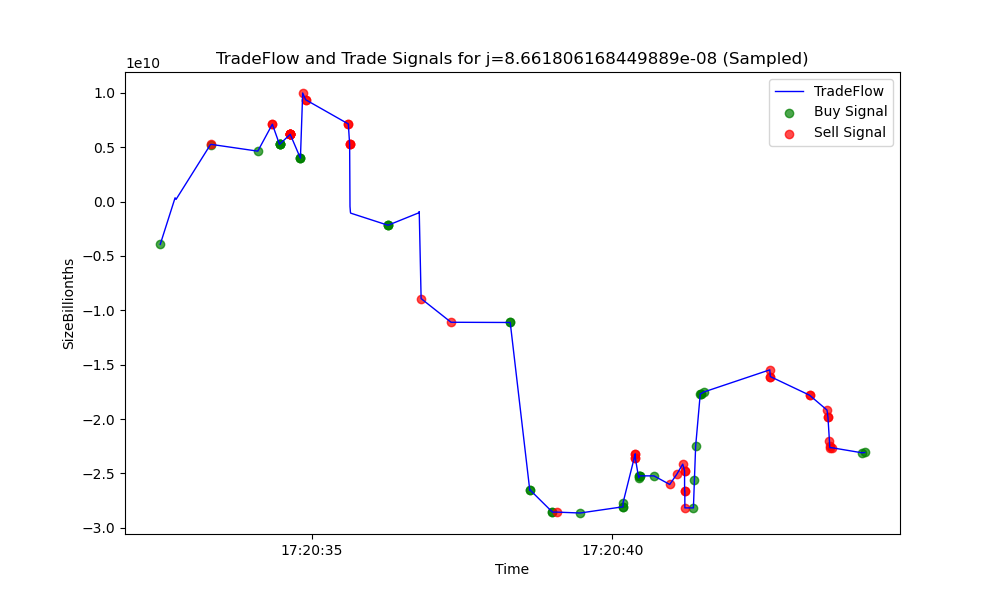 TradeFlow and Trade Signals for j=8.661806168449889e-08 (Sampled)
1e10
TradeFlow
Buy Signal
Sell Signal
1.0
0.5
0.0
−0.5
−1.0
−1.5
−2.0
−2.5
−3.0
SizeBillionths
17:20:35
17:20:40
Time